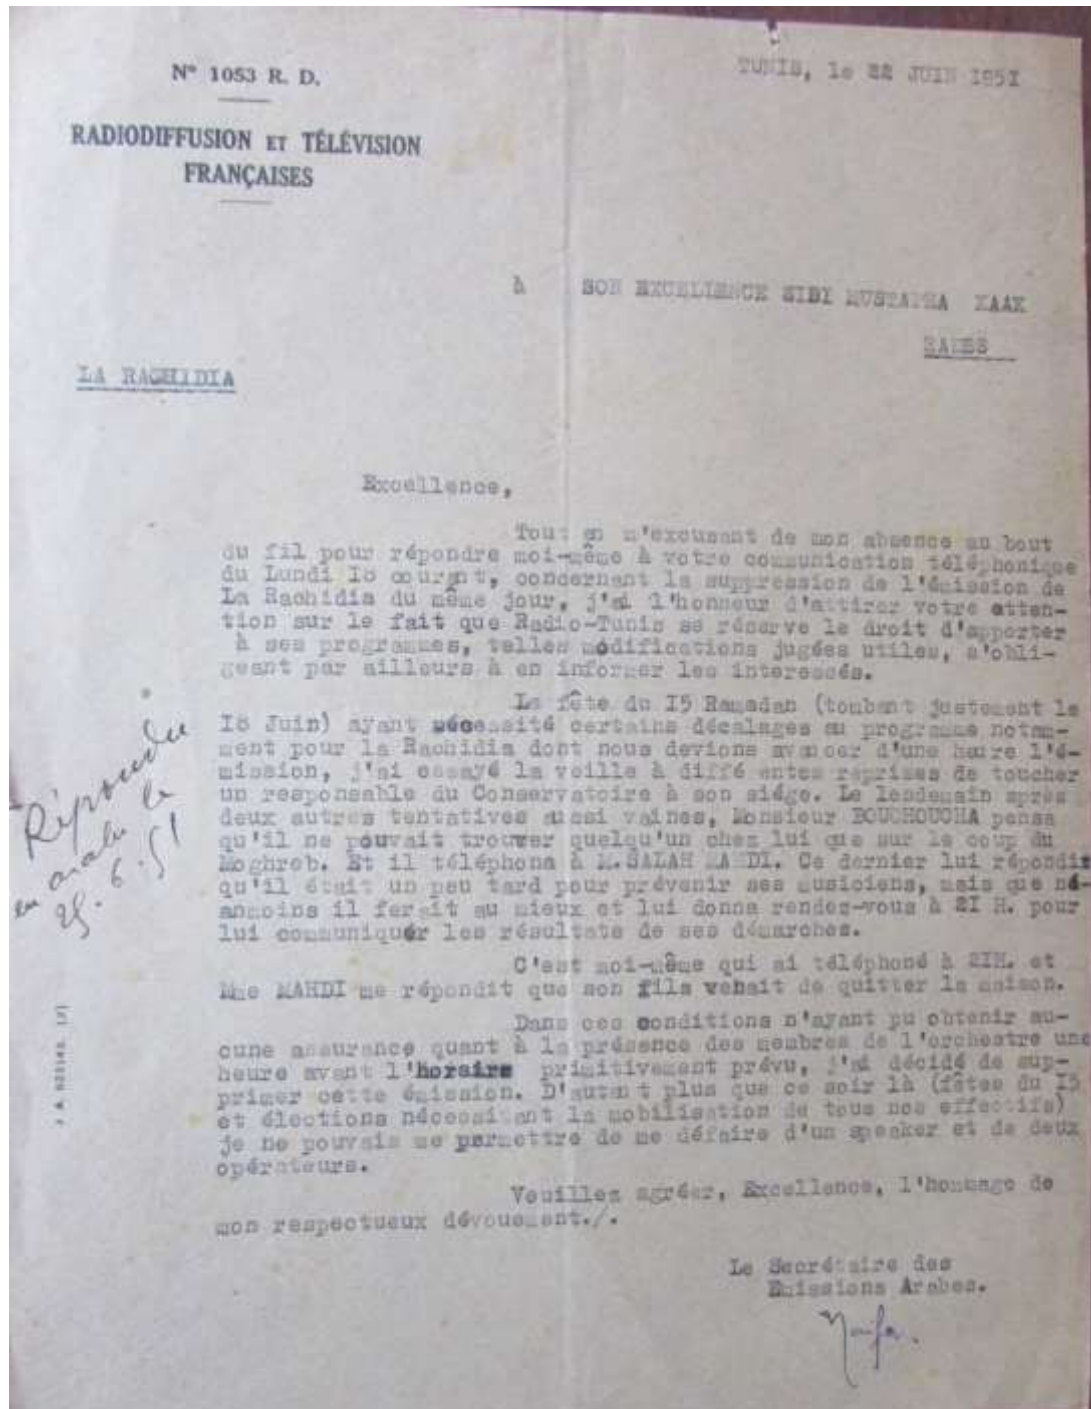 N° 1053 R. D.
TUNIS, le 22 JUIN 1951
RADIODIFFUSION ET TÉLÉVISION
FRANÇAISES
à SON EXCELLENCE SIDI MUSTAPHA KAAK
LA RACHIDIA
Excellence,
Tout en m'excusant de mon absence au bout
du fil pour répondre moi-même à votre communication téléphonique
du Lundi 18 courant, concernant la suppression de l'émission de
La Rachidia du même jour, j'ai l'honneur d'attirer votre atten-
tion sur le fait que Radio-Tunis se réserve le droit d'apporter
à ses programmes, telles modifications jugées utiles, s'obli-
geant par ailleurs à en informer les interessés.
La fête du I5 Ramadan (tombant justement le
I8 Juin) ayant nécessité certains décalages au programme notam-
ment pour la Rachidia dont nous devions avancer d'une heure l'é-
mission, j'ai essayé la veille à diffé entes reprises de toucher
un responsable du Conservatoire à son siége. Le lendemain après
deux autres tentatives aussi vaines, Monsieur BOUCHOUCHA pensa
qu'il ne pouvait trouver quelqu'un chez lui que sur le coup du
Moghreb. Et il téléphona à M.SALAH MAHDI. Ce dernier lui répondit
qu'il était un peu tard pour prévenir ses musiciens, mais que né-
anmoins il ferait au mieux et lui donna rendez-vous à 2I H. pour
lui communiquer les résultats de ses démarches.
C'est moi-même qui ai téléphoné à 2IH. et
Mme MAHDI me répondit que son fils venait de quitter la maison.
Dans ces conditions n'ayant pu obtenir au-
cune assurance quant à la présence des membres de l'orchestre une
heure avant l'horaire primitivement prévu, j'ai décidé de sup-
primer cette émission. D'autant plus que ce soir là (fêtes du I5
et élections nécessitant la mobilisation de tous nos effectifs)
je ne pouvais me permettre de me défaire d'un speaker et de deux
opérateurs.
Veuillez agréer, Excellence, l'hommage de
mon respectueux dévouement./.
Le Secrétaire des
Emissions Arabes.
Répondu
en arabe le
25.6.51